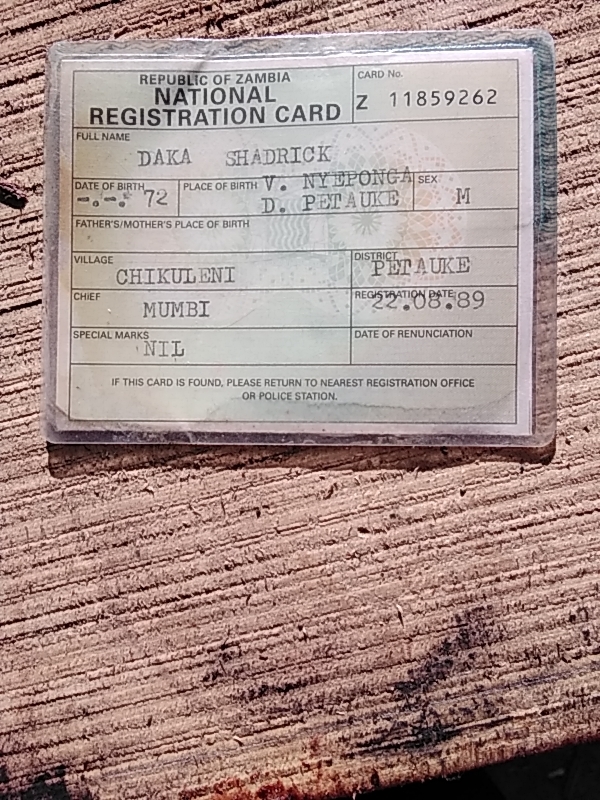 REPUBLIC OF ZAMBIA
NATIONAL
REGISTRATION CARD
CARD No.
Z 11859262
FULL NAME
DAKA SHADRICK
DATE OF BIRTH
-.-. 72
PLACE OF BIRTH V. NYEPONGA
D. PETAUKE
SEX
M
FATHER'S/MOTHER'S PLACE OF BIRTH
VILLAGE
CHIKULENI
DISTRICT
PETAUKE
CHIEF
MUMBI
REGISTRATION DATE
22.08.89
SPECIAL MARKS
NIL
DATE OF RENUNCIATION
IF THIS CARD IS FOUND, PLEASE RETURN TO NEAREST REGISTRATION OFFICE
OR POLICE STATION.